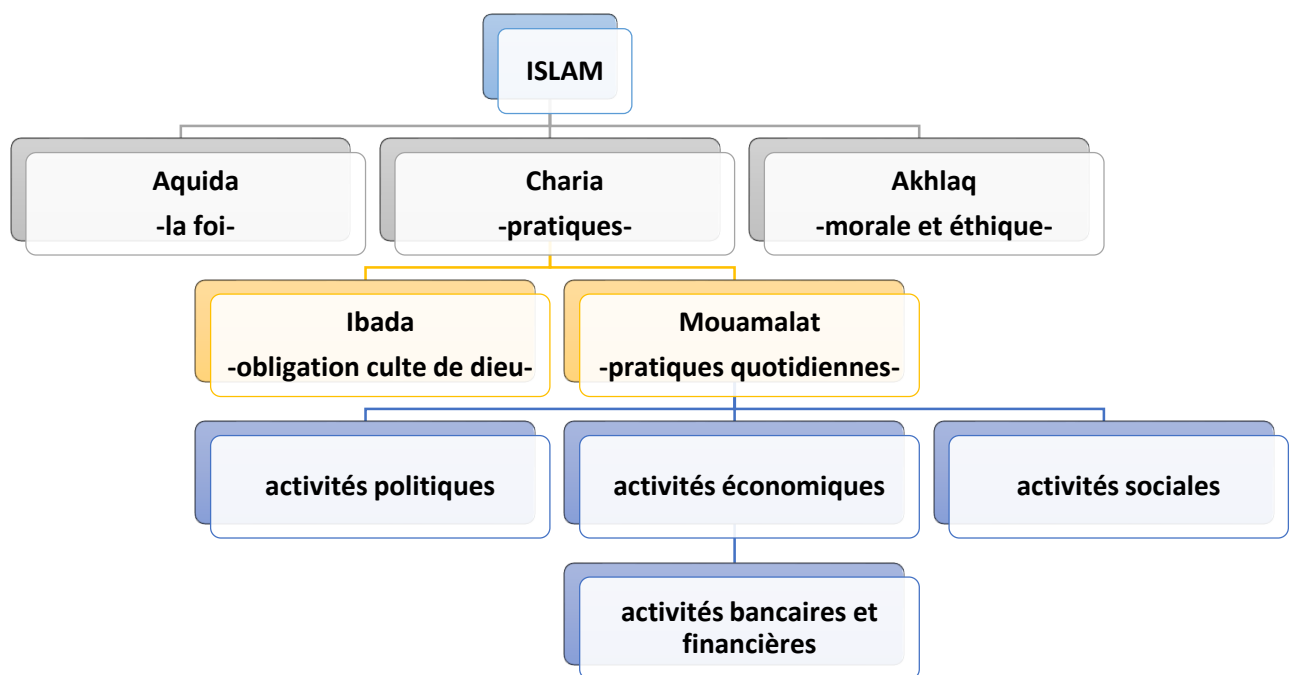 ISLAM
Aquida
-la foi-
Charia
-pratiques-
Akhlaq
-morale et éthique-
Ibada
-obligation culte de dieu-
Mouamalat
-pratiques quotidiennes-
activités politiques
activités économiques
activités sociales
activités bancaires et
financières